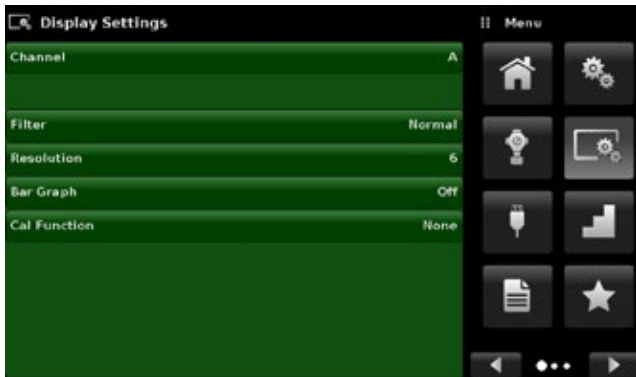 Display Settings
Menu
Channel A
Filter Normal
Resolution 6
Bar Graph Off
Cal Function None